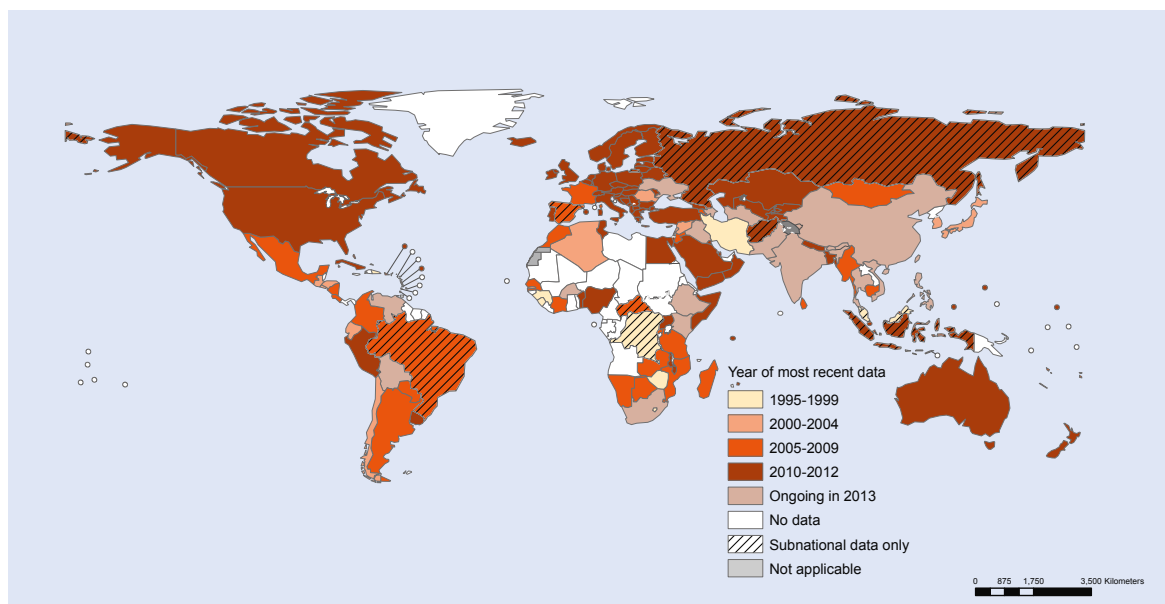 Year of most recent data
1995-1999
2000-2004
2005-2009
2010-2012
Ongoing in 2013
No data
Subnational data only
Not applicable
0 875 1,750 3,500 Kilometers